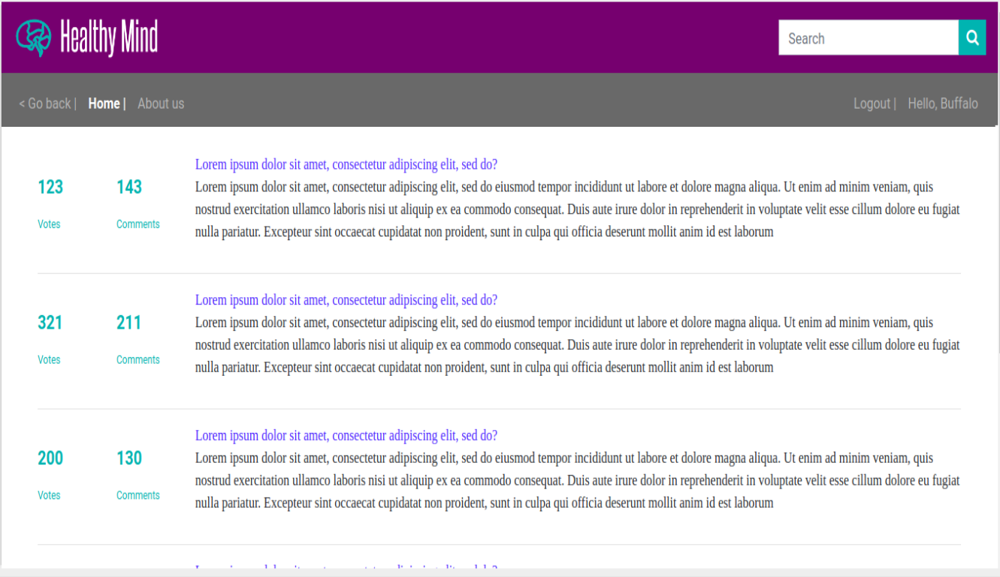 Healthy Mind
Search
< Go back | Home | About us
Logout | Hello, Buffalo
Lorem ipsum dolor sit amet, consectetur adipiscing elit, sed do?
123 143
Votes Comments
Lorem ipsum dolor sit amet, consectetur adipiscing elit, sed do eiusmod tempor incididunt ut labore et dolore magna aliqua. Ut enim ad minim veniam, quis
nostrud exercitation ullamco laboris nisi ut aliquip ex ea commodo consequat. Duis aute irure dolor in reprehenderit in voluptate velit esse cillum dolore eu fugiat
nulla pariatur. Excepteur sint occaecat cupidatat non proident, sunt in culpa qui officia deserunt mollit anim id est laborum
Lorem ipsum dolor sit amet, consectetur adipiscing elit, sed do?
321 211
Votes Comments
Lorem ipsum dolor sit amet, consectetur adipiscing elit, sed do eiusmod tempor incididunt ut labore et dolore magna aliqua. Ut enim ad minim veniam, quis
nostrud exercitation ullamco laboris nisi ut aliquip ex ea commodo consequat. Duis aute irure dolor in reprehenderit in voluptate velit esse cillum dolore eu fugiat
nulla pariatur. Excepteur sint occaecat cupidatat non proident, sunt in culpa qui officia deserunt mollit anim id est laborum
Lorem ipsum dolor sit amet, consectetur adipiscing elit, sed do?
200 130
Votes Comments
Lorem ipsum dolor sit amet, consectetur adipiscing elit, sed do eiusmod tempor incididunt ut labore et dolore magna aliqua. Ut enim ad minim veniam, quis
nostrud exercitation ullamco laboris nisi ut aliquip ex ea commodo consequat. Duis aute irure dolor in reprehenderit in voluptate velit esse cillum dolore eu fugiat
nulla pariatur. Excepteur sint occaecat cupidatat non proident, sunt in culpa qui officia deserunt mollit anim id est laborum